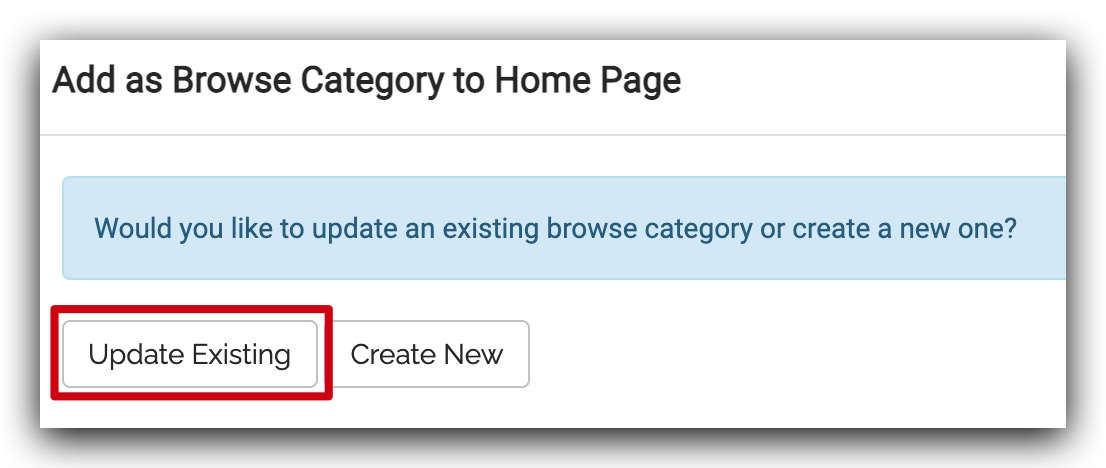 Add as Browse Category to Home Page
Would you like to update an existing browse category or create a new one?
Update Existing Create New